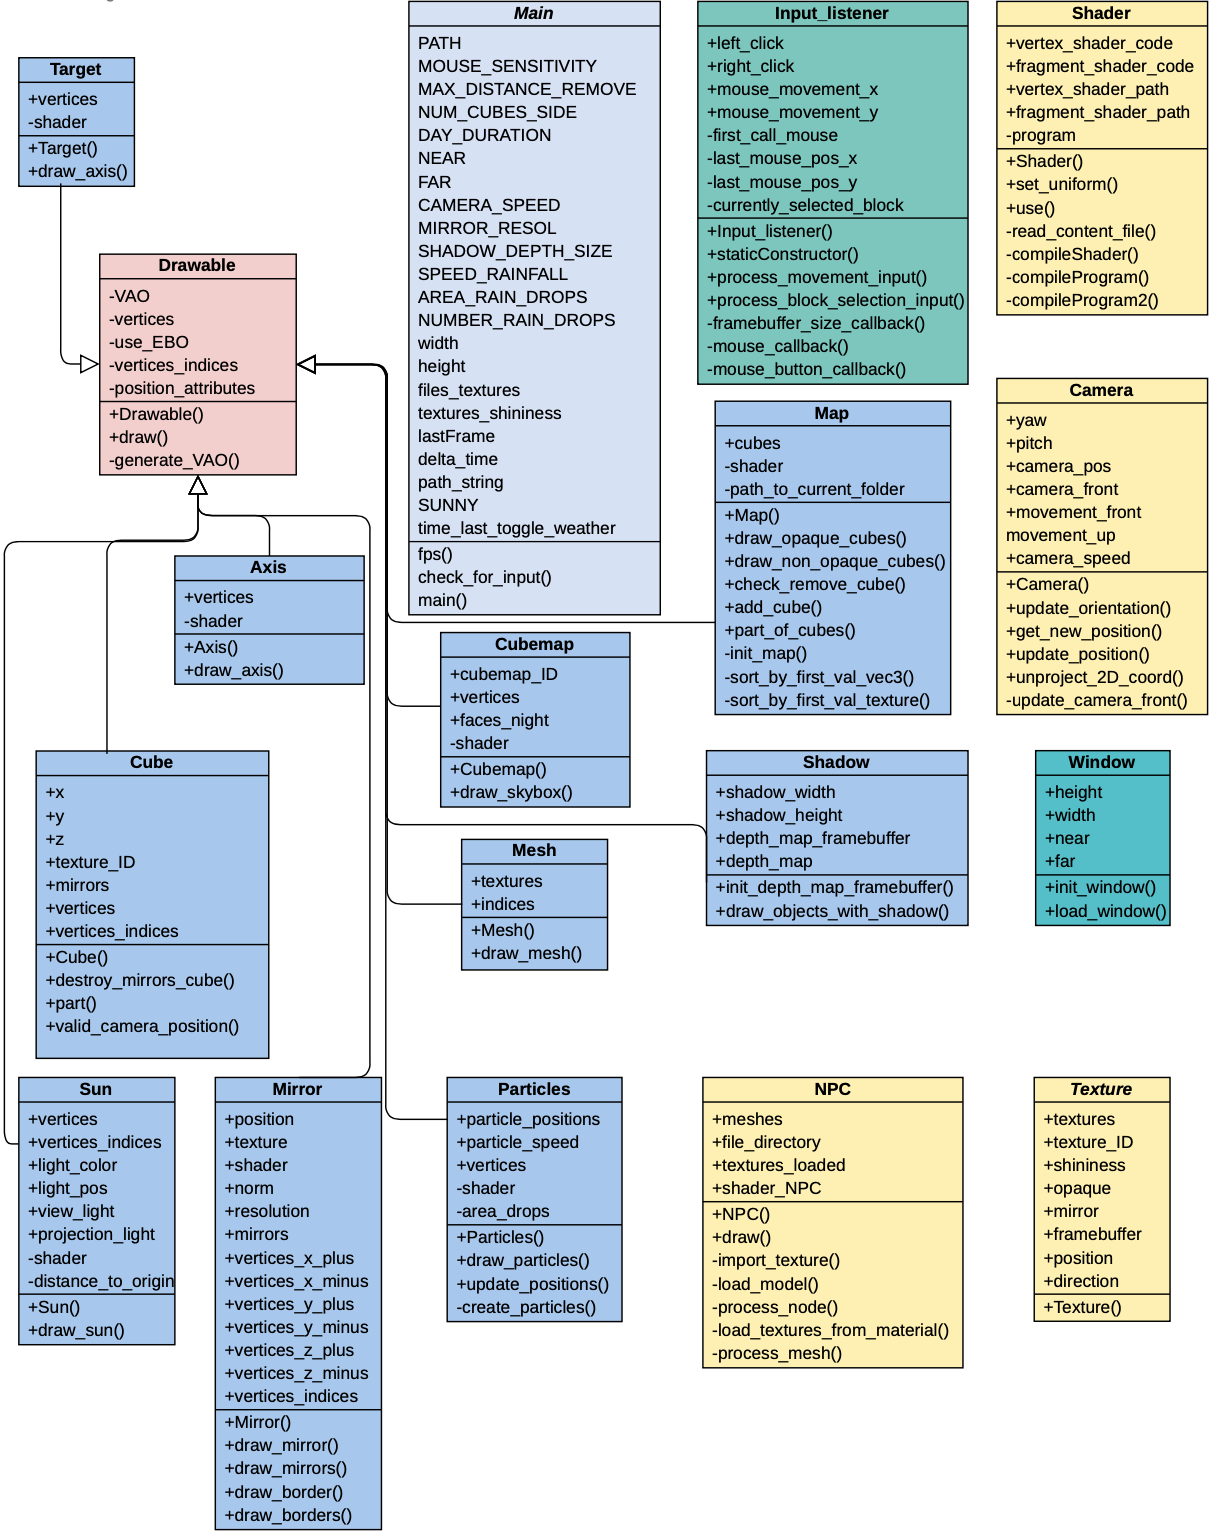 Target
+vertices
-shader
+Target()
+draw_axis()
Drawable
-VAO
-vertices
-use_EBO
-vertices_indices
-position_attributes
+Drawable()
+draw()
-generate_VAO()
Axis
+vertices
-shader
+Axis()
+draw_axis()
Cube
+x
+y
+z
+texture_ID
+mirrors
+vertices
+vertices_indices
+Cube()
+destroy_mirrors_cube()
+part()
+valid_camera_position()
Sun
+vertices
+vertices_indices
+light_color
+light_pos
+view_light
+projection_light
-shader
-distance_to_origin
+Sun()
+draw_sun()
Mirror
+position
+texture
+shader
+norm
+resolution
+mirrors
+vertices_x_plus
+vertices_x_minus
+vertices_y_plus
+vertices_y_minus
+vertices_z_plus
+vertices_z_minus
+vertices_indices
+Mirror()
+draw_mirror()
+draw_mirrors()
+draw_border()
+draw_borders()
Main
PATH
MOUSE_SENSITIVITY
MAX_DISTANCE_REMOVE
NUM_CUBES_SIDE
DAY_DURATION
NEAR
FAR
CAMERA_SPEED
MIRROR_RESOL
SHADOW_DEPTH_SIZE
SPEED_RAINFALL
AREA_RAIN_DROPS
NUMBER_RAIN_DROPS
width
height
files_textures
textures_shininess
lastFrame
delta_time
path_string
SUNNY
time_last_toggle_weather
fps()
check_for_input()
main()
Cubemap
+cubemap_ID
+vertices
+faces_night
-shader
+Cubemap()
+draw_skybox()
Mesh
+textures
+indices
+Mesh()
+draw_mesh()
Particles
+particle_positions
+particle_speed
+vertices
-shader
-area_drops
+Particles()
+draw_particles()
+update_positions()
-create_particles()
Input_listener
+left_click
+right_click
+mouse_movement_x
+mouse_movement_y
-first_call_mouse
-last_mouse_pos_x
-last_mouse_pos_y
-currently_selected_block
+Input_listener()
+staticConstructor()
+process_movement_input()
+process_block_selection_input()
-framebuffer_size_callback()
-mouse_callback()
-mouse_button_callback()
Map
+cubes
-shader
-path_to_current_folder
+Map()
+draw_opaque_cubes()
+draw_non_opaque_cubes()
+check_remove_cube()
+add_cube()
+part_of_cubes()
-init_map()
-sort_by_first_val_vec3()
-sort_by_first_val_texture()
Shadow
+shadow_width
+shadow_height
+depth_map_framebuffer
+depth_map
+init_depth_map_framebuffer()
+draw_objects_with_shadow()
NPC
+meshes
+file_directory
+textures_loaded
+shader_NPC
+NPC()
+draw()
-import_texture()
-load_model()
-process_node()
-load_textures_from_material()
-process_mesh()
Shader
+vertex_shader_code
+fragment_shader_code
+vertex_shader_path
+fragment_shader_path
-program
+Shader()
+set_uniform()
+use()
-read_content_file()
-compileShader()
-compileProgram()
-compileProgram2()
Camera
+yaw
+pitch
+camera_pos
+camera_front
+movement_front
movement_up
+camera_speed
+Camera()
+update_orientation()
+get_new_position()
+update_position()
+unproject_2D_coord()
-update_camera_front()
Window
+height
+width
+near
+far
+init_window()
+load_window()
Texture
+textures
+texture_ID
+shininess
+opaque
+mirror
+framebuffer
+position
+direction
+Texture()